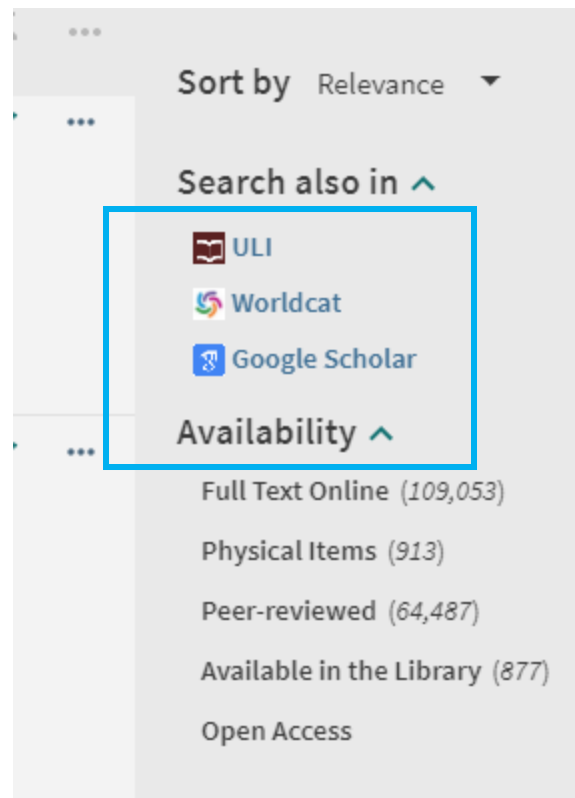 Sort by Relevance
Search also in
ULI
Worldcat
Google Scholar
Availability
Full Text Online (109,053)
Physical Items (913)
Peer-reviewed (64,487)
Available in the Library (877)
Open Access